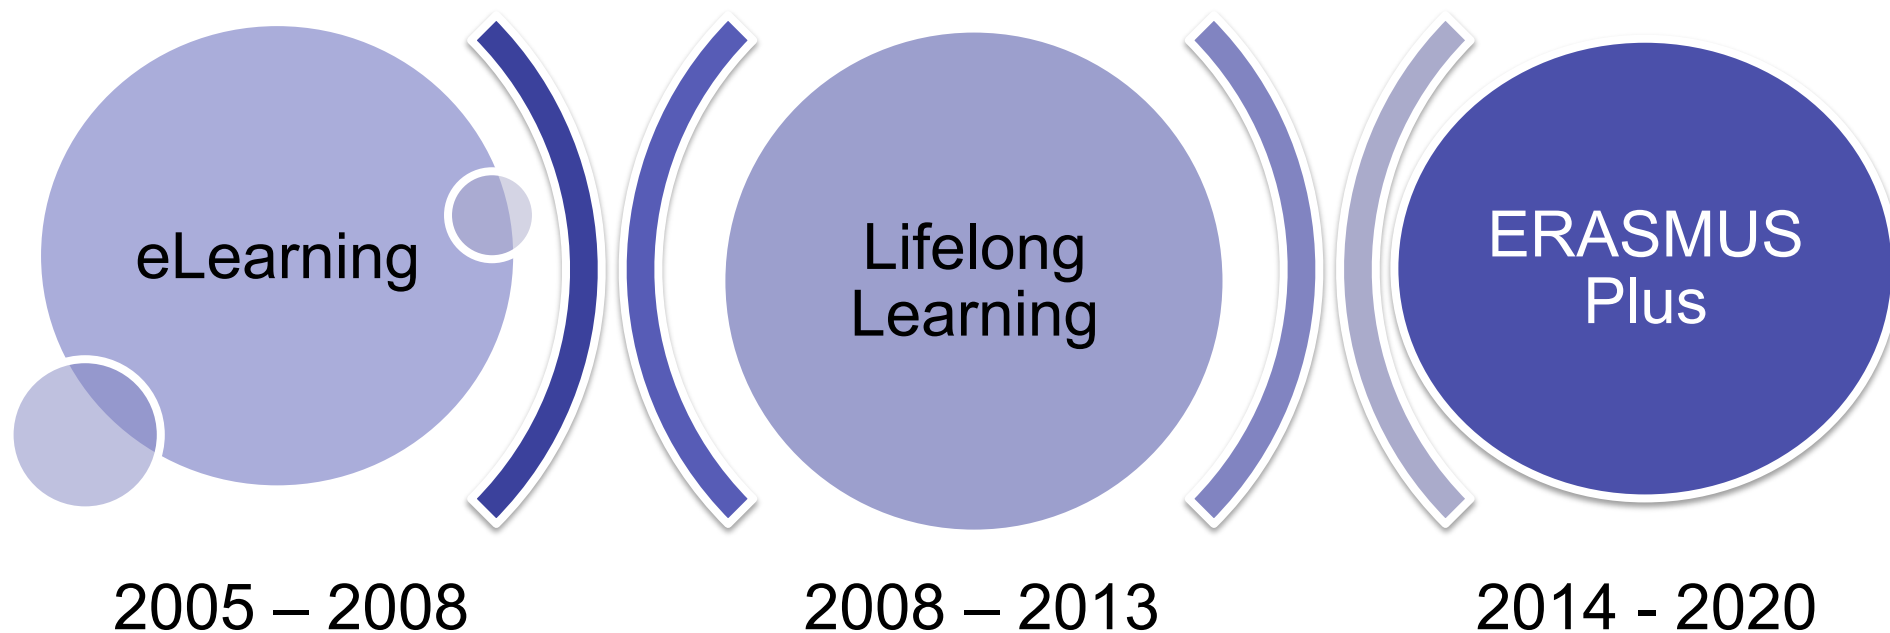 eLearning
Lifelong
Learning
ERASMUS
Plus
2005 – 2008
2008 – 2013
2014 - 2020